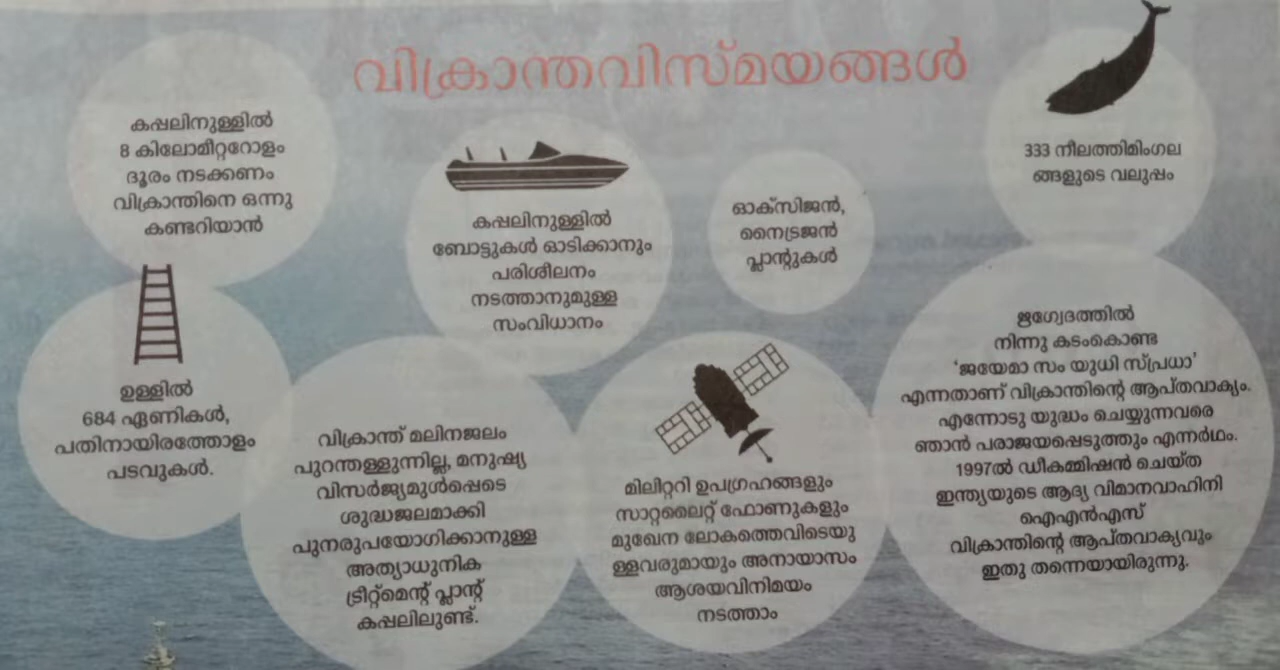 വിക്രാന്തവിസ്മയങ്ങൾ
കപ്പലിനുള്ളിൽ
8 കിലോമീറ്ററോളം
ദൂരം നടക്കണം
വിക്രാന്തിനെ ഒന്നു
കണ്ടറിയാൻ
കപ്പലിനുള്ളിൽ
ബോട്ടുകൾ ഓടിക്കാനും
പരിശീലനം
നടത്താനുമുള്ള
സംവിധാനം
ഓക്സിജൻ,
നൈട്രജൻ
പ്ലാന്റുകൾ
333 നീലത്തിമിംഗല
ങ്ങളുടെ വലുപ്പം
ഉള്ളിൽ
684 ഏണികൾ,
പതിനായിരത്തോളം
പടവുകൾ.
വിക്രാന്ത് മലിനജലം
പുറന്തള്ളുന്നില്ല, മനുഷ്യ
വിസർജ്യമുൾപ്പെടെ
ശുദ്ധജലമാക്കി
പുനരുപയോഗിക്കാനുള്ള
അത്യാധുനിക
ട്രീറ്റ്മെന്റ് പ്ലാന്റ്
കപ്പലിലുണ്ട്.
മിലിറ്ററി ഉപഗ്രഹങ്ങളും
സാറ്റലൈറ്റ് ഫോണുകളും
മുഖേന ലോകത്തെവിടെയു
ള്ളവരുമായും അനായാസം
ആശയവിനിമയം
നടത്താം
ഋഗ്വേദത്തിൽ
നിന്നു കടംകൊണ്ട
‘ജയേമാ സം യുധി സ്പ്രധാ’
എന്നതാണ് വിക്രാന്തിന്റെ ആപ്തവാക്യം.
എന്നോടു യുദ്ധം ചെയ്യുന്നവരെ
ഞാൻ പരാജയപ്പെടുത്തും എന്നർഥം.
1997ൽ ഡീകമ്മിഷൻ ചെയ്ത
ഇന്ത്യയുടെ ആദ്യ വിമാനവാഹിനി
ഐഎൻഎസ്
വിക്രാന്തിന്റെ ആപ്തവാക്യവും
ഇതു തന്നെയായിരുന്നു.